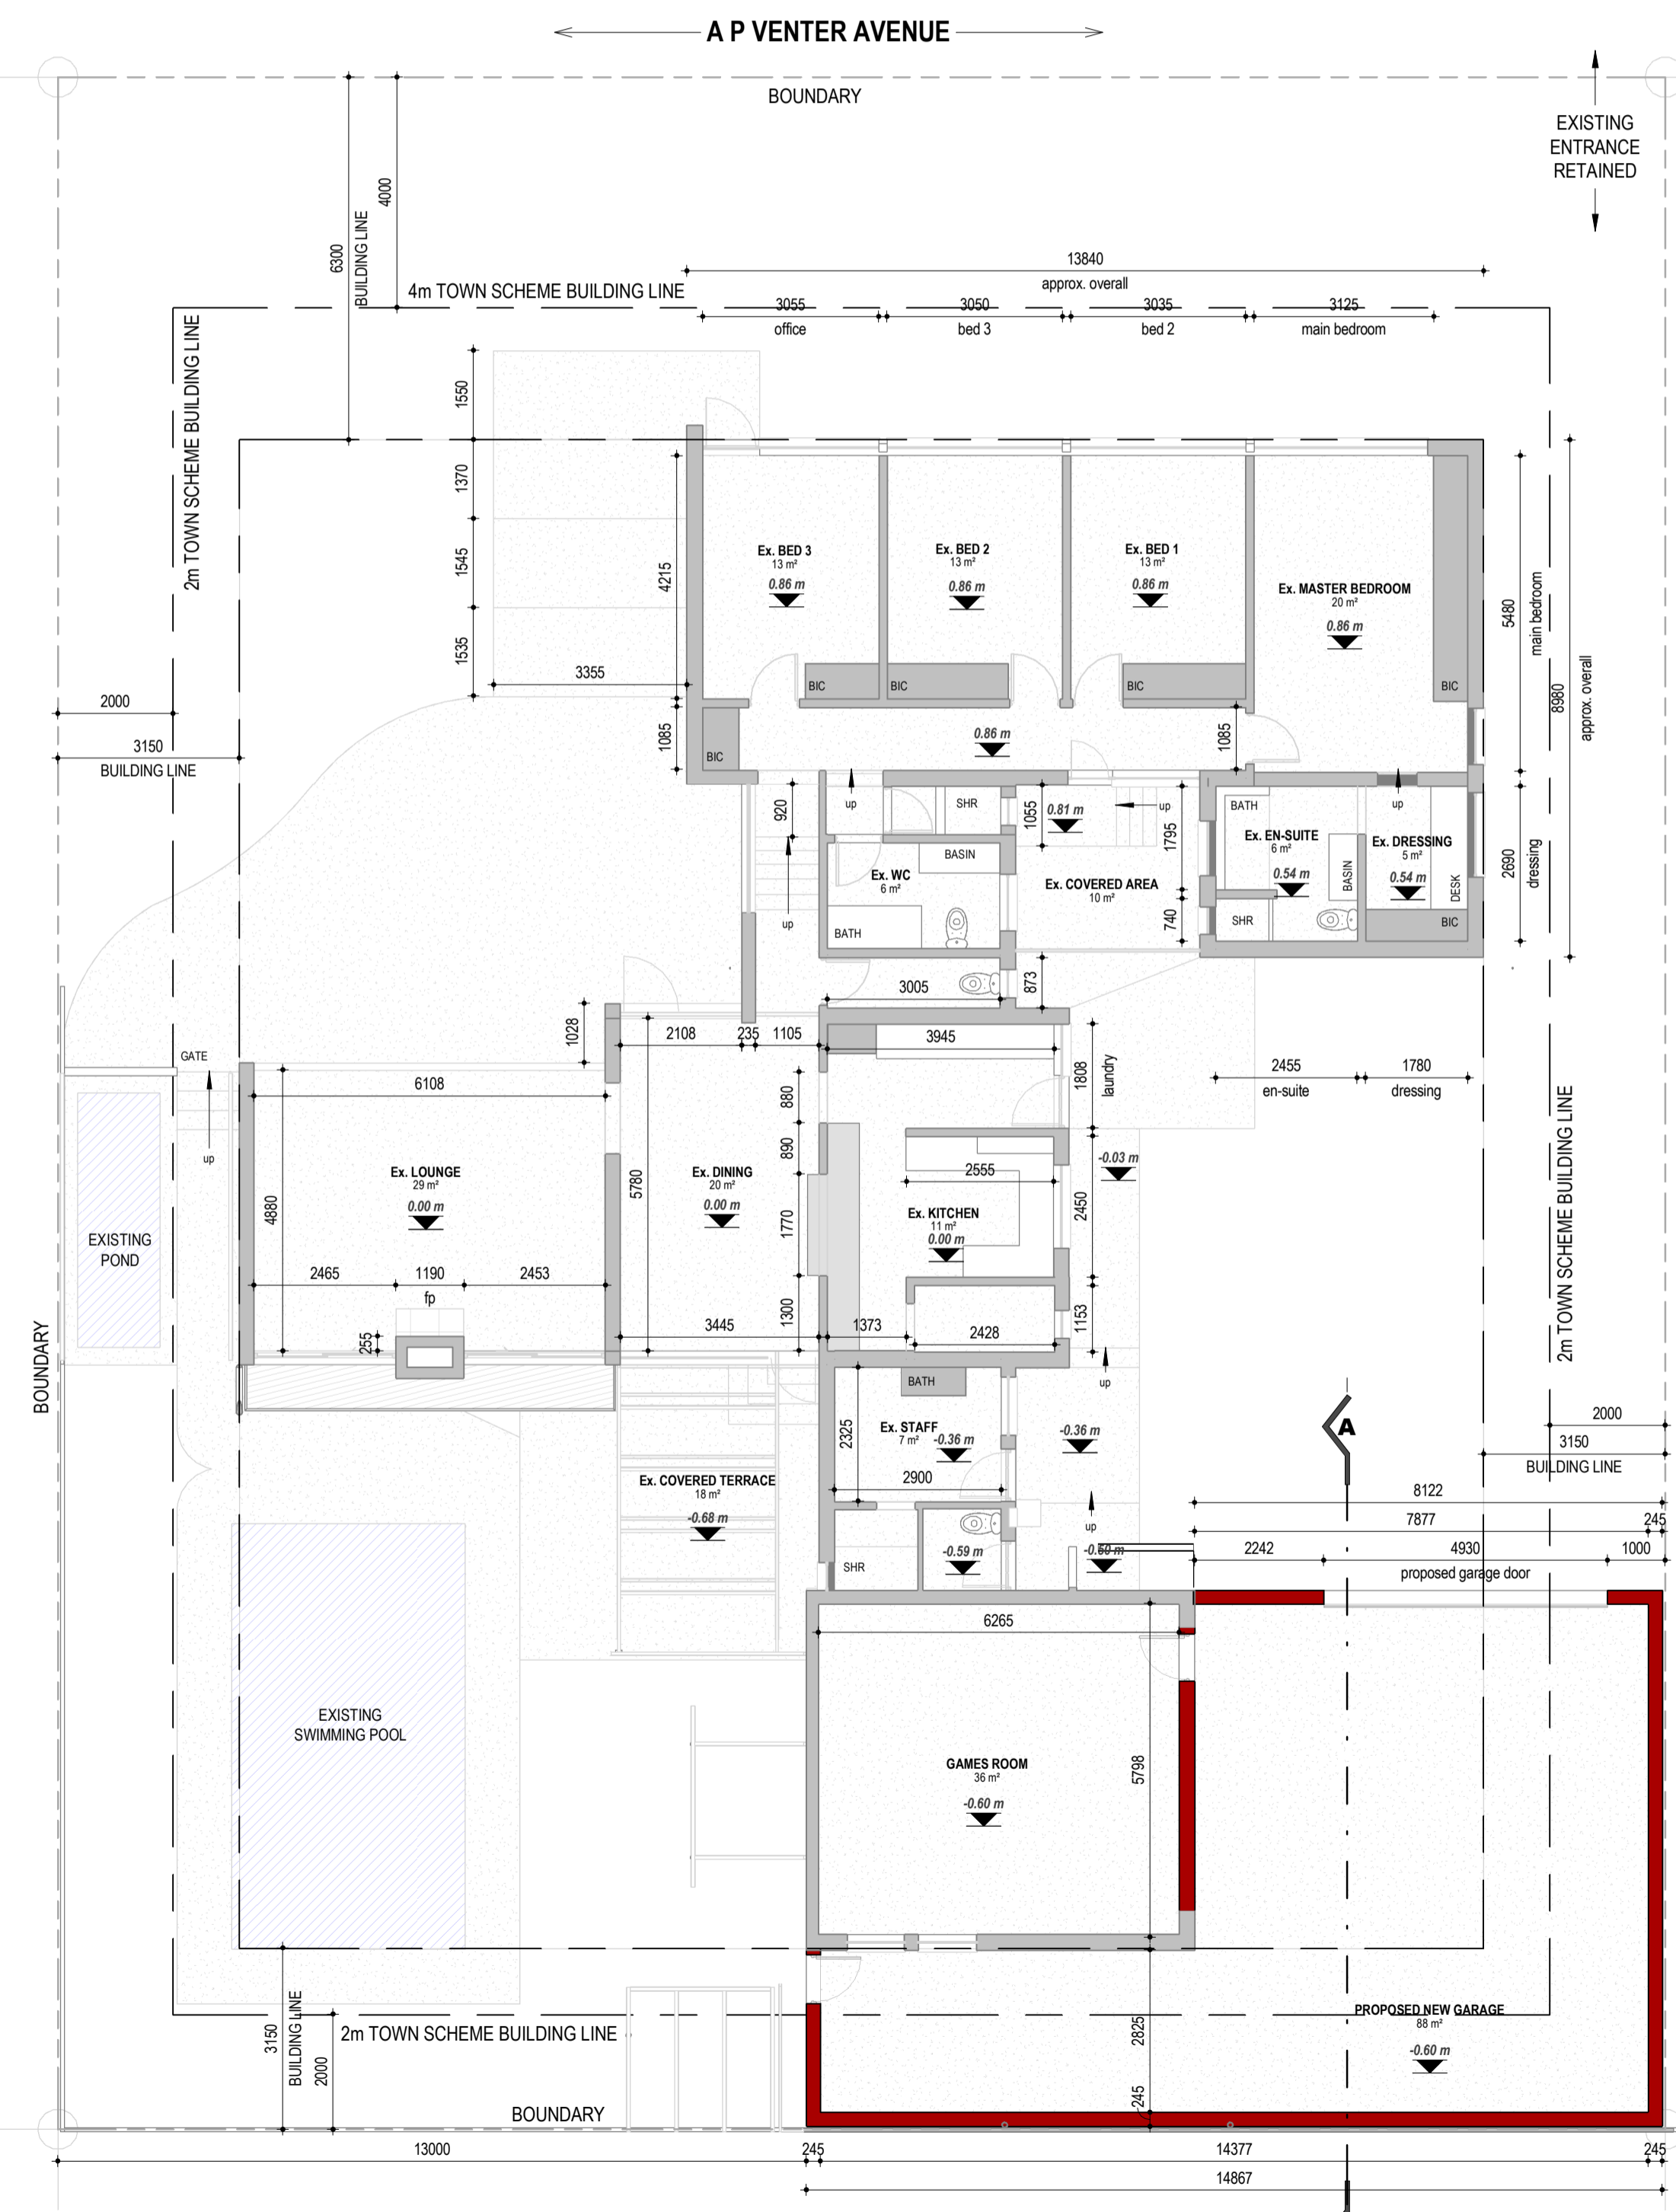 A P VENTER AVENUE
BOUNDARY
EXISTING
ENTRANCE
RETAINED
6300
BUILDING LINE
4000
13840
approx. overall
4m TOWN SCHEME BUILDING LINE
3055
office
3050
bed 3
3035
bed 2
3125
main bedroom
2m TOWN SCHEME BUILDING LINE
1550
1370
1545
1535
3355
4215
1085
Ex. BED 3
13 m²
0.86 m
Ex. BED 2
13 m²
0.86 m
Ex. BED 1
13 m²
0.86 m
Ex. MASTER BEDROOM
20 m²
0.86 m
BIC
BIC
BIC
BIC
BIC
0.86 m
1085
5480
main bedroom
8980
approx. overall
2690
dressing
2000
3150
BUILDING LINE
920
up
up
SHR
BASIN
Ex. WC
6 m²
BATH
1055
0.81 m
up
1795
740
Ex. COVERED AREA
10 m²
BATH
Ex. EN-SUITE
6 m²
0.54 m
SHR
BASIN
up
Ex. DRESSING
5 m²
0.54 m
DESK
BIC
873
3005
1028
2108
235
1105
3945
1808
laundry
2455
en-suite
1780
dressing
GATE
up
6108
880
890
1770
1300
5780
4880
Ex. LOUNGE
29 m²
0.00 m
Ex. DINING
20 m²
0.00 m
2555
Ex. KITCHEN
11 m²
0.00 m
-0.03 m
2450
1153
EXISTING
POND
2465
1190
fp
2453
255
3445
1373
2428
up
2m TOWN SCHEME BUILDING LINE
BOUNDARY
BATH
2325
Ex. STAFF
7 m²
-0.36 m
2900
-0.36 m
up
Ex. COVERED TERRACE
18 m²
-0.68 m
SHR
-0.59 m
A
2000
3150
BUILDING LINE
8122
7877
245
2242
4930
1000
proposed garage door
6265
EXISTING
SWIMMING POOL
GAMES ROOM
36 m²
-0.60 m
5798
PROPOSED NEW GARAGE
88 m²
-0.60 m
2825
245
3150
BUILDING LINE
2000
2m TOWN SCHEME BUILDING LINE
BOUNDARY
13000
245
14377
245
14867